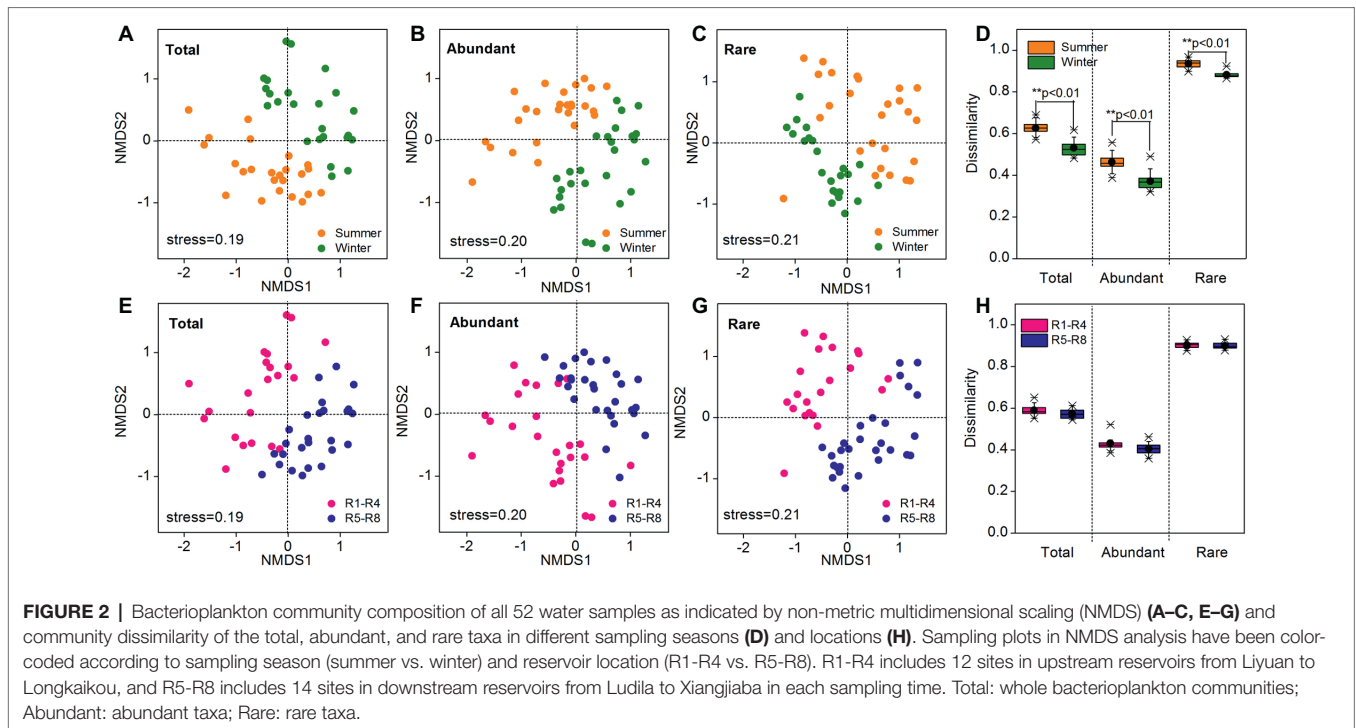 A
Total
NMDS2
1
0
-1
stress=0.19
Summer
Winter
-2 -1 0 1
NMDS1
B
Abundant
NMDS2
1
0
-1
stress=0.20
Summer
Winter
-2 -1 0 1
NMDS1
C
Rare
NMDS2
1
0
-1
stress=0.21
Summer
Winter
-2 -1 0 1
NMDS1
D
Dissimilarity
1.0
0.8
0.6
0.4
0.2
0.0
Summer
Winter
**p<0.01
**p<0.01
**p<0.01
Total Abundant Rare
E
Total
NMDS2
1
0
-1
stress=0.19
R1-R4
R5-R8
-2 -1 0 1
NMDS1
F
Abundant
NMDS2
1
0
-1
stress=0.20
R1-R4
R5-R8
-2 -1 0 1
NMDS1
G
Rare
NMDS2
1
0
-1
stress=0.21
R1-R4
R5-R8
-2 -1 0 1
NMDS1
H
Dissimilarity
1.0
0.8
0.6
0.4
0.2
0.0
R1-R4
R5-R8
Total Abundant Rare
FIGURE 2 | Bacterioplankton community composition of all 52 water samples as indicated by non-metric multidimensional scaling (NMDS) (A–C, E–G) and
community dissimilarity of the total, abundant, and rare taxa in different sampling seasons (D) and locations (H). Sampling plots in NMDS analysis have been color-
coded according to sampling season (summer vs. winter) and reservoir location (R1-R4 vs. R5-R8). R1-R4 includes 12 sites in upstream reservoirs from Liyuan to
Longkaikou, and R5-R8 includes 14 sites in downstream reservoirs from Ludila to Xiangjiaba in each sampling time. Total: whole bacterioplankton communities;
Abundant: abundant taxa; Rare: rare taxa.